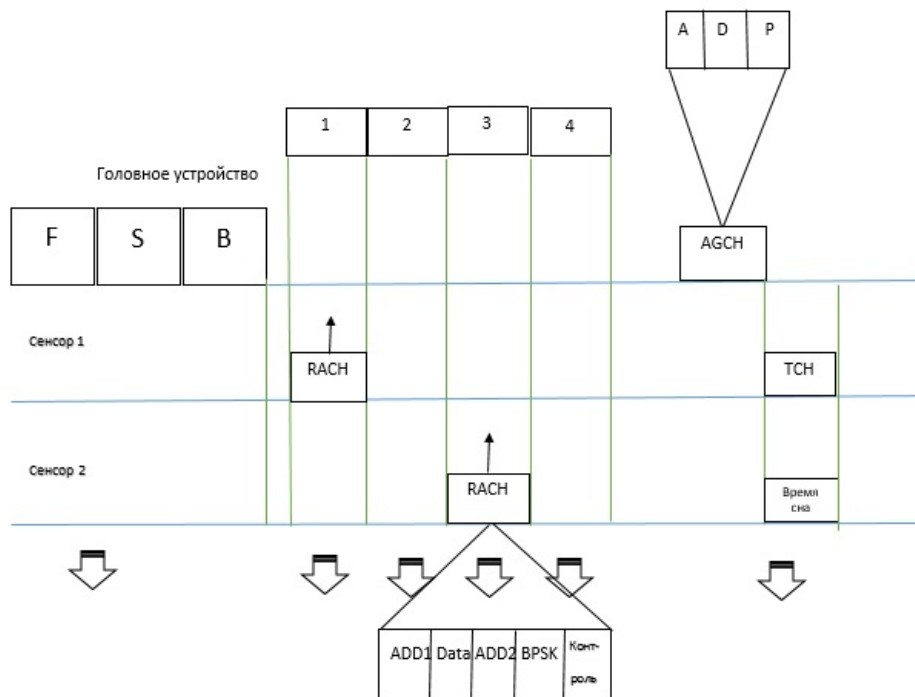 A D P
1 2 3 4
Головное устройство
F S B
AGCH
Сенсор 1
RACH
TCH
Сенсор 2
RACH
Время
сна
ADD1 Data ADD2 BPSK Конт-
роль